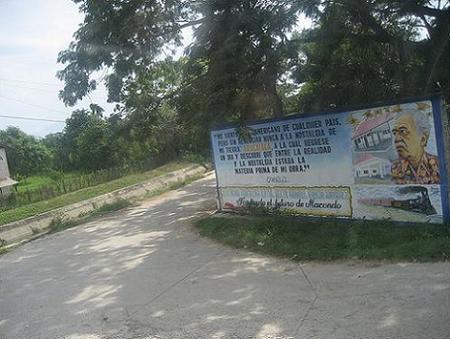 "ME SIENTO AMERICANO DE CUALQUIER PAIS,
PERO SIN RENUNCIAR NUNCA A LA NOSTALGIA DE
MI TIERRA: ARACATACA, A LA CUAL REGRESE
UN DIA Y DESCUBRI QUE ENTRE LA REALIDAD
Y LA NOSTALGIA ESTABA LA
MATERIA PRIMA DE MI OBRA."
el futuro de Macondo